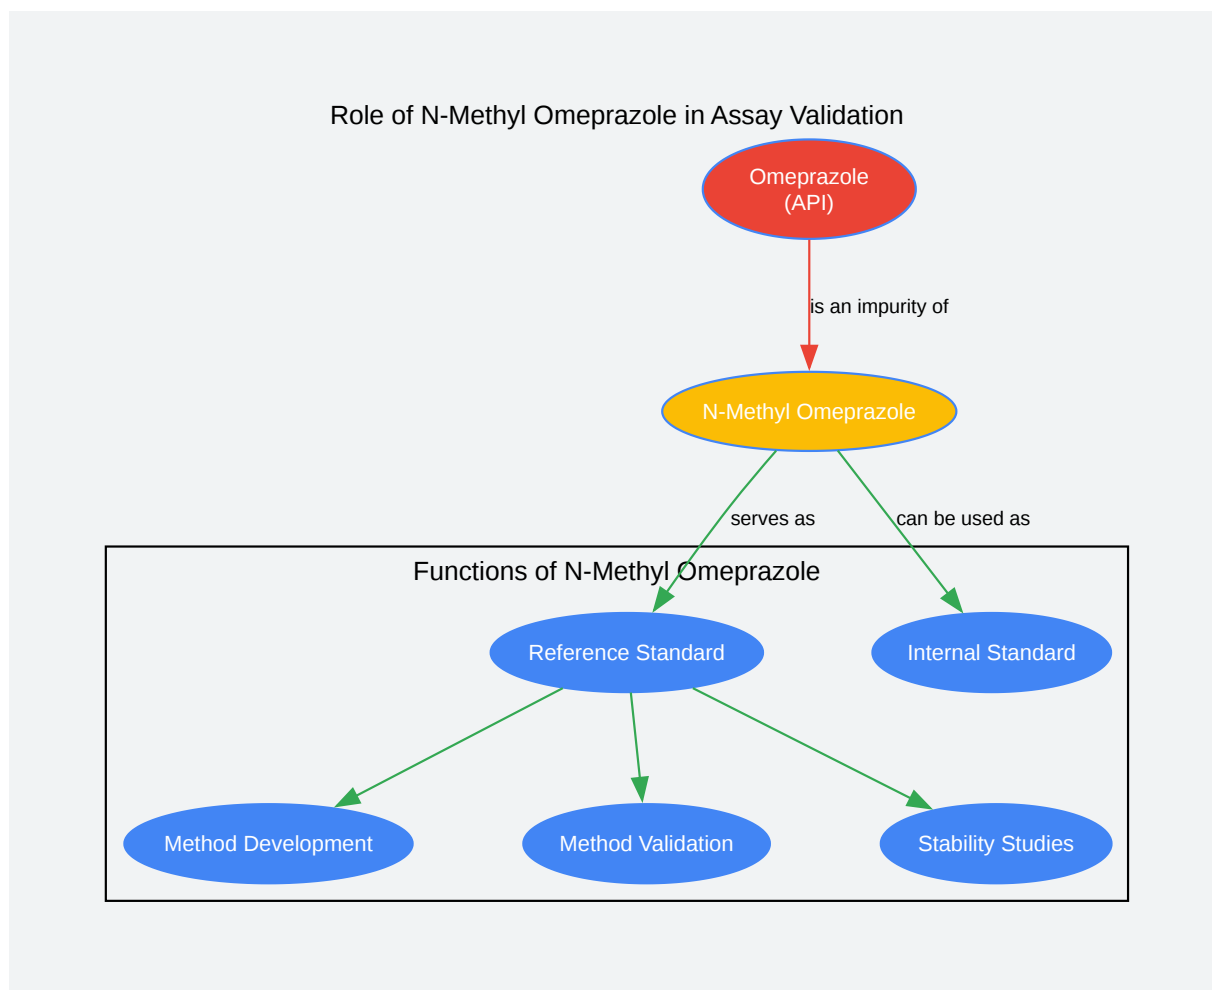 Role of N-Methyl Omeprazole in Assay Validation
Omeprazole
(API)
is an impurity of
N-Methyl Omeprazole
serves as
can be used as
Functions of N-Methyl Omeprazole
Reference Standard
Internal Standard
Method Development
Method Validation
Stability Studies